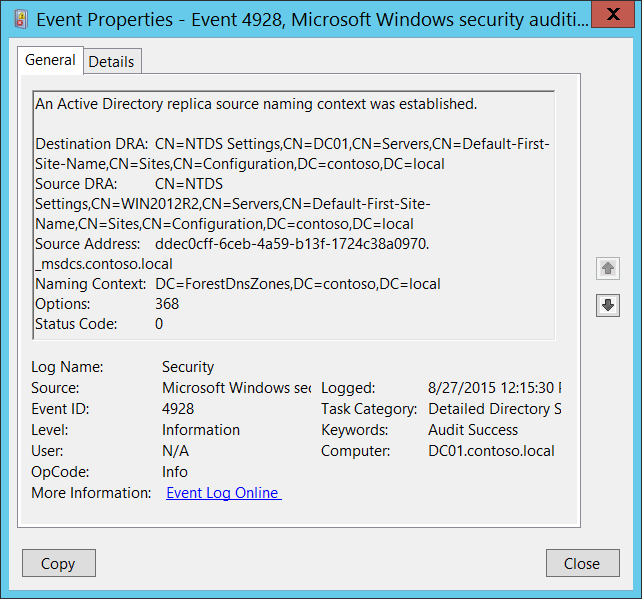 Event Properties - Event 4928, Microsoft Windows security auditi...
X
General
Details
An Active Directory replica source naming context was established.
Destination DRA: CN=NTDS Settings,CN=DC01,CN=Servers,CN=Default-First-
Site-Name,CN=Sites,CN=Configuration,DC=contoso,DC=local
Source DRA: CN=NTDS
Settings,CN=WIN2012R2,CN=Servers,CN=Default-First-Site-
Name,CN=Sites,CN=Configuration,DC=contoso,DC=local
Source Address: ddec0cff-6ceb-4a59-b13f-1724c38a0970.
_msdcs.contoso.local
Naming Context: DC=ForestDnsZones,DC=contoso,DC=local
Options: 368
Status Code: 0
Log Name: Security
Source: Microsoft Windows sec Logged: 8/27/2015 12:15:30
Event ID: 4928 Task Category: Detailed Directory S
Level: Information Keywords: Audit Success
User: N/A Computer: DC01.contoso.local
OpCode: Info
More Information: Event Log Online
Copy
Close